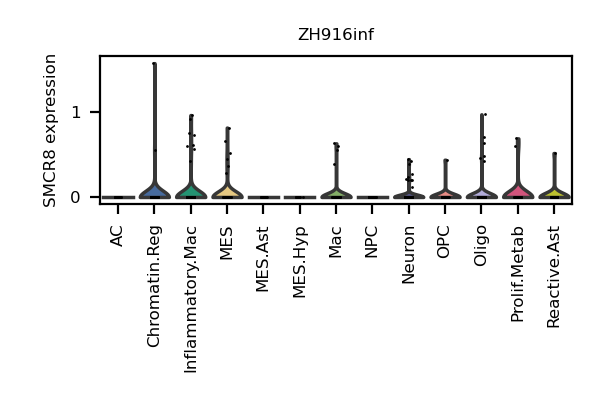 ZH916inf
SMCR8 expression
1
0
AC
Chromatin.Reg
Inflammatory.Mac
MES
MES.Ast
MES.Hyp
Mac
NPC
Neuron
OPC
Oligo
Prolif.Metab
Reactive.Ast